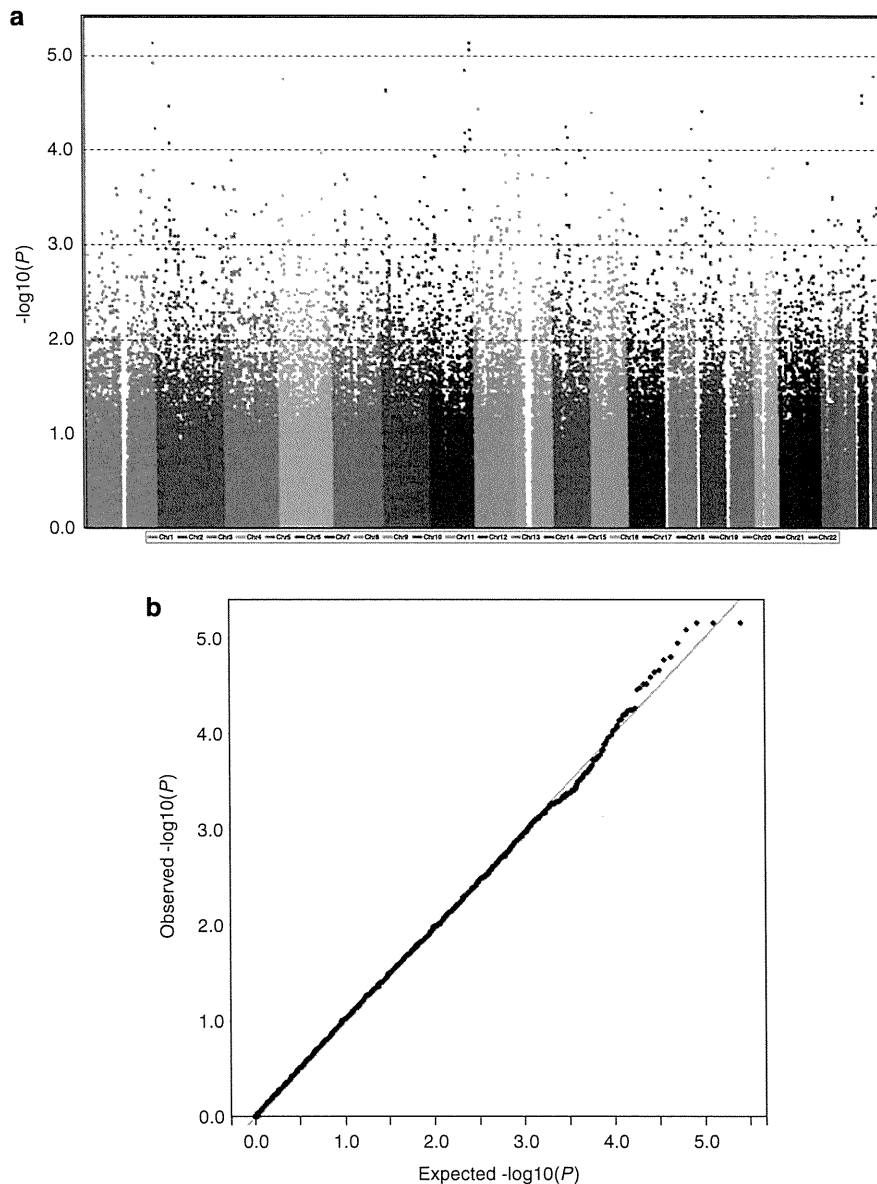 a
5.0
4.0
3.0
2.0
1.0
0.0
-log10(P)
Chr1 Chr2 Chr3 Chr4 Chr5 Chr6 Chr7 Chr8 Chr9 Chr10 Chr11 Chr12 Chr13 Chr14 Chr15 Chr16 Chr17 Chr18 Chr19 Chr20 Chr21 Chr22
b
5.0
4.0
3.0
2.0
1.0
0.0
Observed -log10(P)
0.0 1.0 2.0 3.0 4.0 5.0
Expected -log10(P)